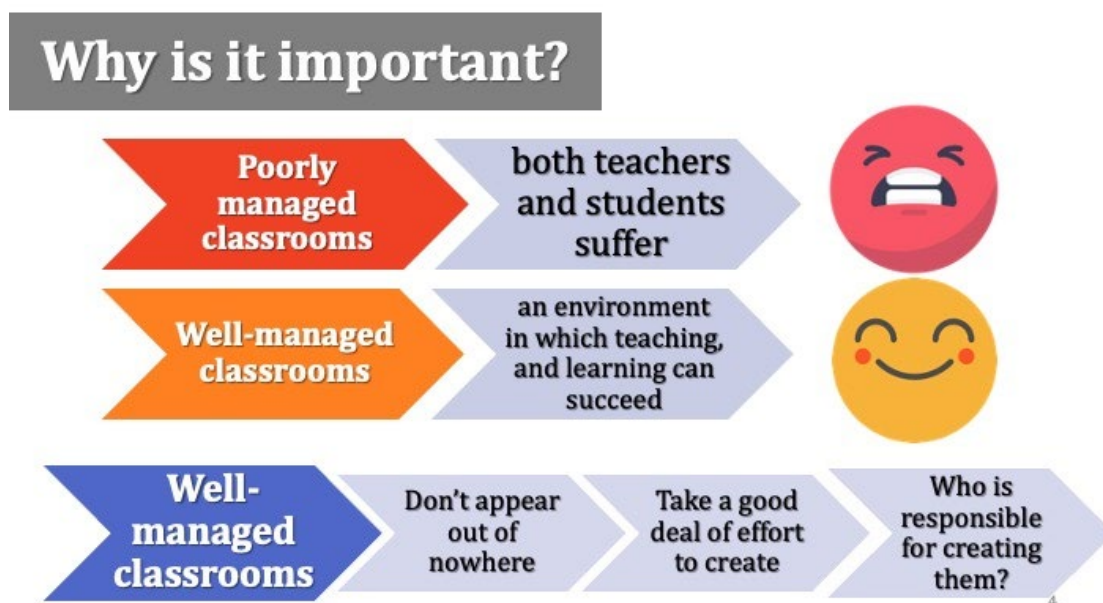 Why is it important?
Poorly
managed
classrooms
both teachers
and students
suffer
Well-managed
classrooms
an environment
in which teaching,
and learning can
succeed
Well-
managed
classrooms
Don't appear
out of
nowhere
Take a good
deal of effort
to create
Who is
responsible
for creating
them?
4